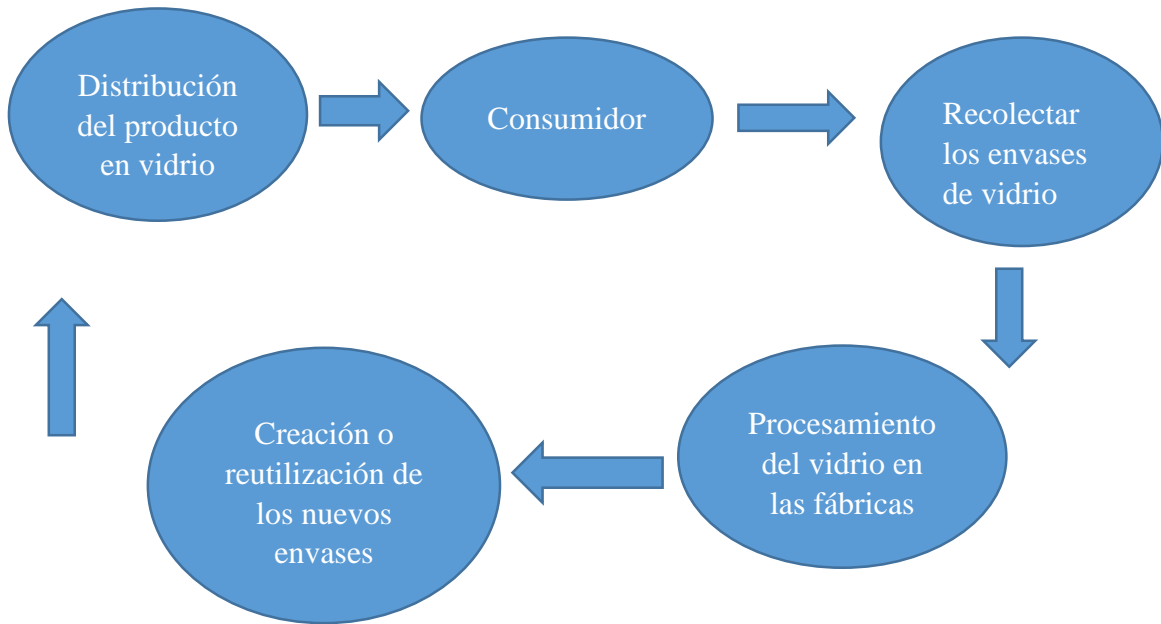 Distribución
del producto
en vidrio
Consumidor
Recolectar
los envases
de vidrio
Procesamiento
del vidrio en
las fábricas
Creación o
reutilización de
los nuevos
envases